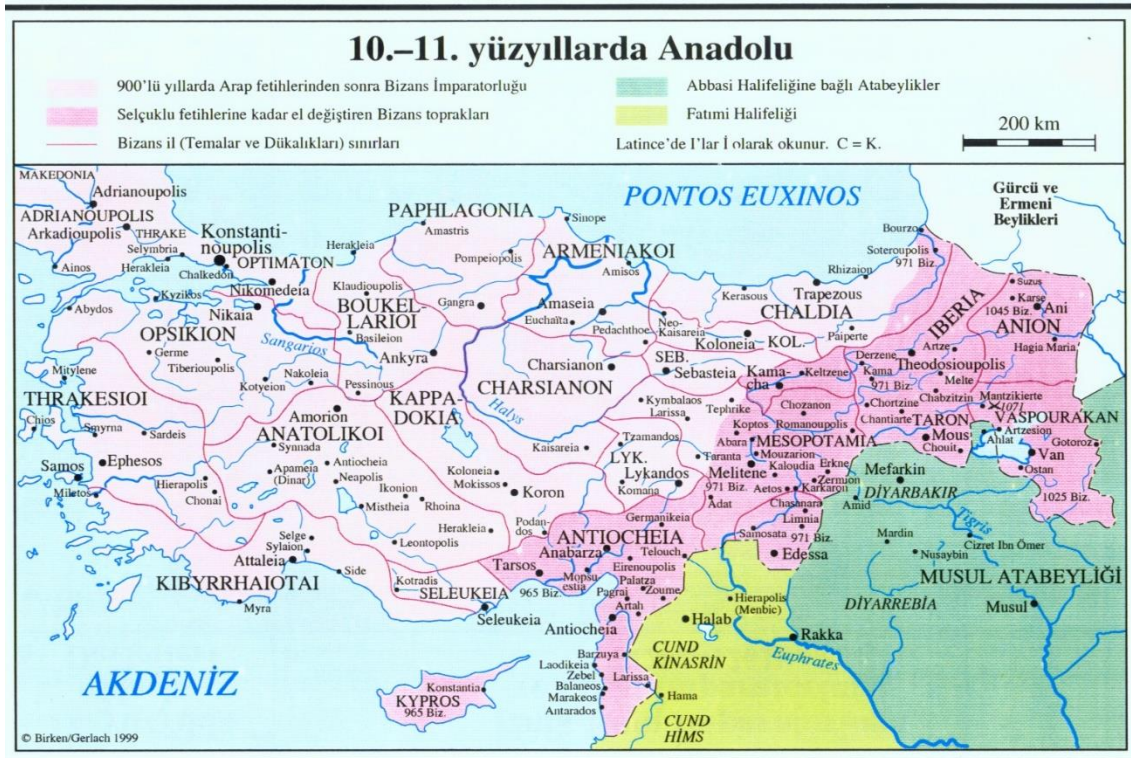 10.–11. yüzyıllarda Anadolu
900'lü yıllarda Arap fetihlerinden sonra Bizans İmparatorluğu
Selçuklu fetihlerine kadar el değiştiren Bizans toprakları
Bizans il (Temalar ve Dükalıkları) sınırları
Abbasi Halifeliğine bağlı Atabeylikler
Fatımi Halifeliği
Latince'de I'lar İ olarak okunur. C = K.
200 km
MAKEDONIA
Adrianoupolis
ADRIANOUPOLIS
Arkadioupolis
THRAKE
Selymbria
Herakleia
Ainos
Konstanti-
noupolis
Chalkedon
OPTIMATON
Nikomedeia
Nikaia
Kyzikos
Abydos
OPSIKION
Germe
Tiberioupolis
Sangarios
Kotyeion
Nakoleia
Mitylene
THRAKESIOI
Chios
Smyrna
Sardeis
Ephesos
Samos
Miletos
Hierapolis
Chonai
PONTOS EUXINOS
PAPHLAGONIA
Amastris
Sinope
Herakleia
Pompeiopolis
Klaudioupolis
BOUKEL
LARIOI
Basileion
Gangra
Ankyra
Pessinous
Amorion
ANATOLIKOI
Synnada
Apameia
(Dinar)
Antiocheia
Neapolis
Ikonion
Mistheia
Rhoina
Leontopolis
Herakleia
Selge
Sylaion
Attaleia
Side
KIBYRRHAIOTAI
Myra
Kotradis
SELEUKEIA
Seleukeia
ARMENIAKOI
Amisos
Amaseia
Euchaïta
Pedachthoe
Neo-
Kaisareia
Charsianon
CHARSIANON
KAPPA-
DOKIA
Halys
Kaisareia
Koloneia
Mokissos
Koron
Podan-
dos
SEB.
Sebasteia
Koloneia
KOL.
Kerasous
Trapezous
CHALDIA
Rhizaion
Paiperte
Bourzo
Soteroupolis
971 Biz.
Gürcü ve
Ermeni
Beylikleri
IBERIA
Suzus
Karse
1045 Biz.
Ani
ANION
Hagia Maria
Artze
Theodosioupolis
Derzene
Kama
971 Biz.
Melte
Keltzene
Kama-
cha
Chabzitzin
Mantzikierte
1071
Chozanon
Chortzine
Chantiarte
TARON
Mous
Chouit
VASPOURAKAN
Artzesion
Ahlat
Gotoroz
Van
Ostan
1025 Biz.
Kymbalaos
Larissa
Tephrike
Koptos
Romanoupolis
Abara
MESOPOTAMIA
Mouzarion
Taranta
Kaloudia
Erkne
Zermion
Melitene
971 Biz.
Aetos
Karkaron
Chasanara
Limnia
971 Biz.
Adat
Tzamandos
LYK.
Lykandos
Komana
Germanikeia
ANTIOCHEIA
Anabarza
Telouch
Samosata
Edessa
Tarsos
965 Biz.
Mopsu-
estia
Eirenoupolis
Palatza
Pagrai
Zoume
Artah
Antiocheia
Barzuya
Laodikeia
Zebel
Balaneos
Marakeos
Antarados
Larissa
Hama
Halab
Hierapolis
(Menbic)
CUND
KİNASRİN
CUND
HİMS
Euphrates
Rakka
Mefarkin
DİYARBAKIR
Amid
Mardin
Nusaybin
Tigris
Cizret Ibn Ömer
MUSUL ATABEYLİĞİ
Musul
DİYARREBİA
AKDENİZ
Konstantia
KYPROS
965 Biz.
© Birken/Gerlach 1999